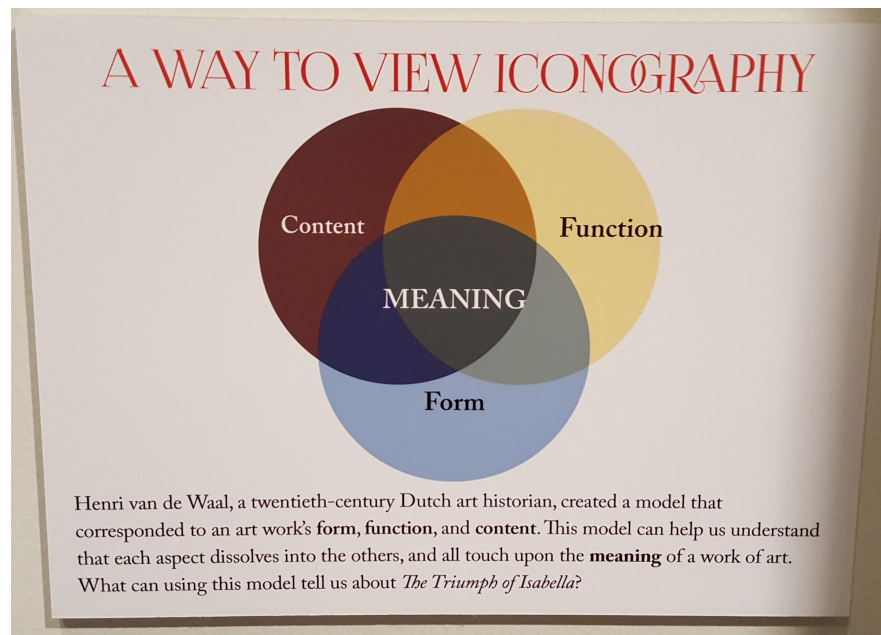 A WAY TO VIEW ICONOGRAPHY
Content
Function
MEANING
Form
Henri van de Waal, a twentieth-century Dutch art historian, created a model that
corresponded to an art work's form, function, and content. This model can help us understand
that each aspect dissolves into the others, and all touch upon the meaning of a work of art.
What can using this model tell us about The Triumph of Isabella?